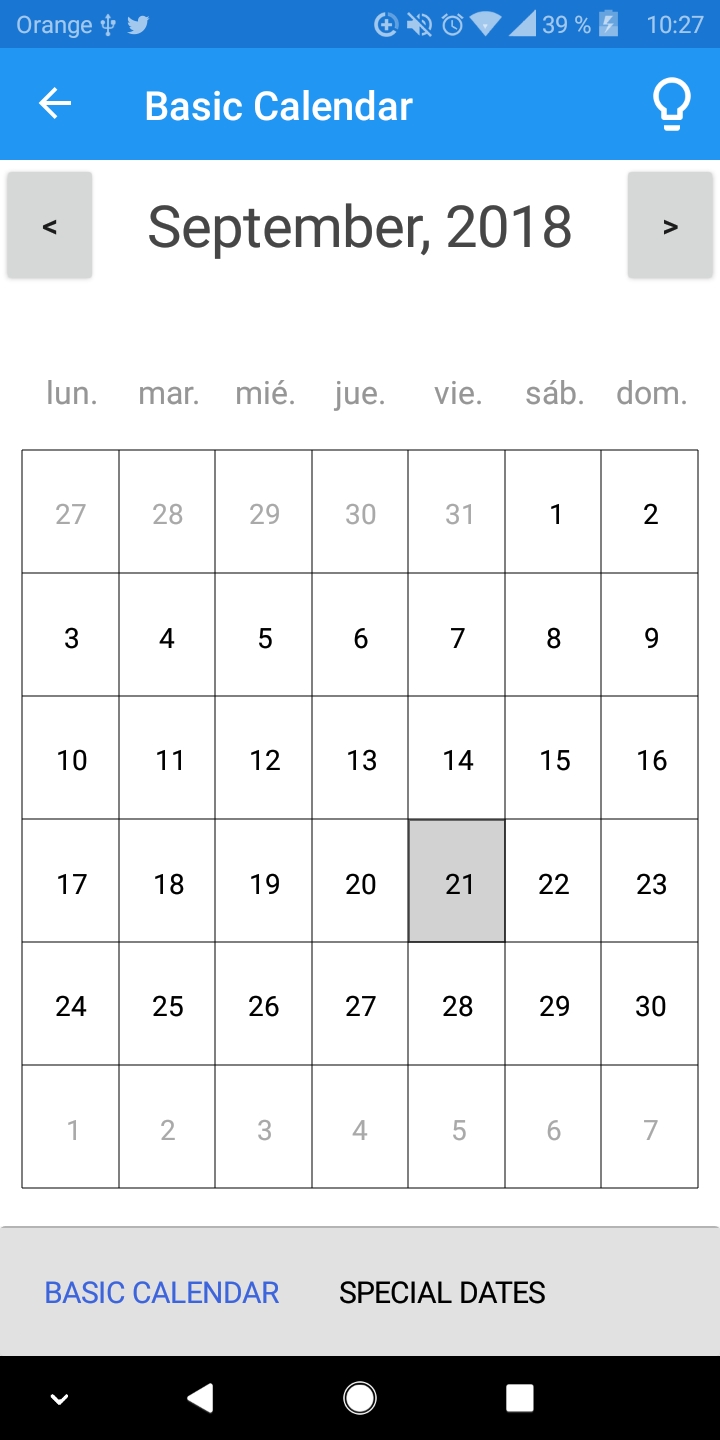 Orange 39 % 10:27
Basic Calendar
< September, 2018 >
lun. mar. mié. jue. vie. sáb. dom.
27 28 29 30 31 1 2
3 4 5 6 7 8 9
10 11 12 13 14 15 16
17 18 19 20 21 22 23
24 25 26 27 28 29 30
1 2 3 4 5 6 7
BASIC CALENDAR SPECIAL DATES